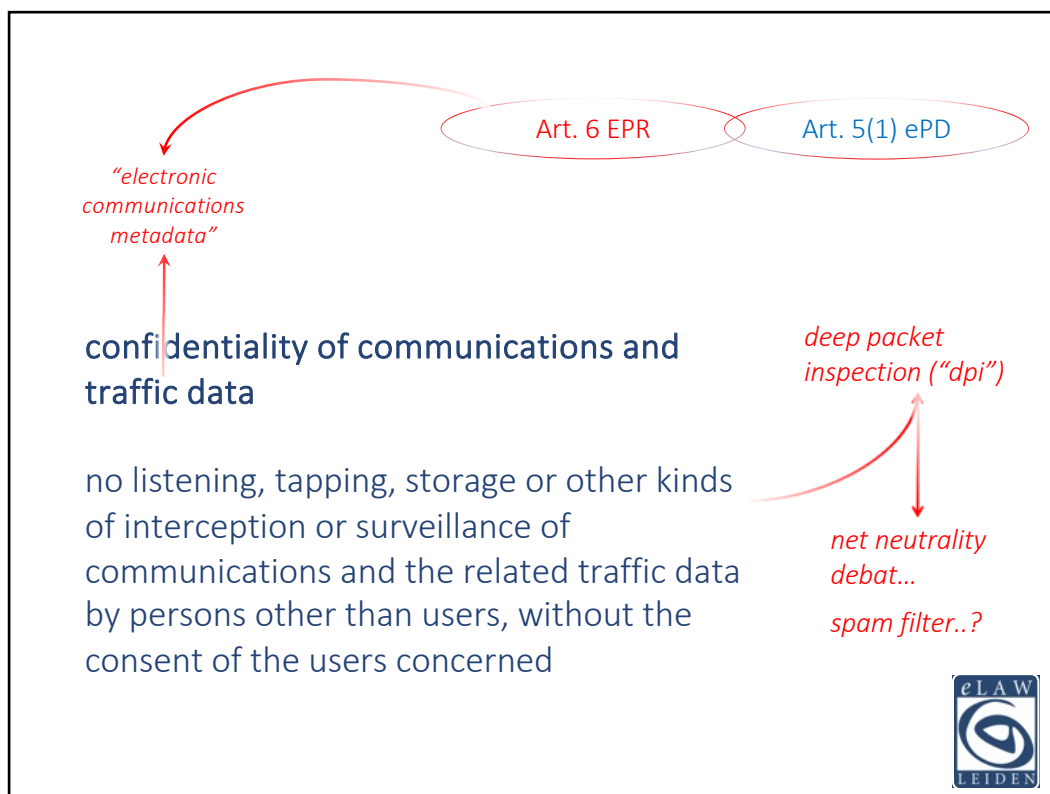 Art. 6 EPR
Art. 5(1) ePD
“electronic
communications
metadata”
confidentiality of communications and
traffic data
deep packet
inspection (“dpi”)
no listening, tapping, storage or other kinds
of interception or surveillance of
communications and the related traffic data
by persons other than users, without the
consent of the users concerned
net neutrality
debat…
spam filter..?
eLAW
LEIDEN